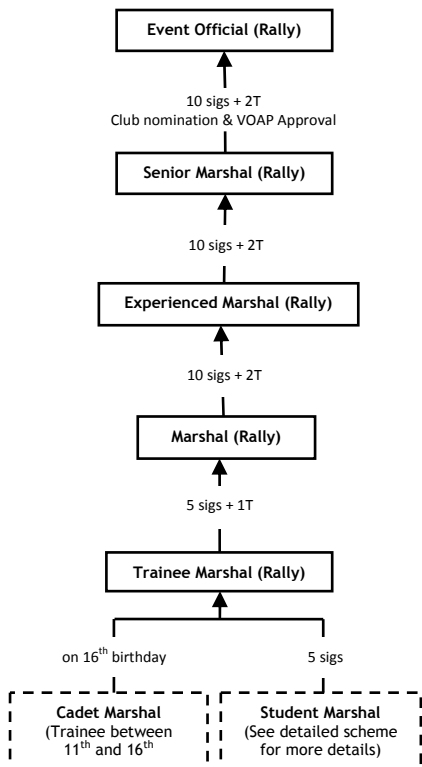 Event Official (Rally)
10 sigs + 2T
Club nomination & VOAP Approval
Senior Marshal (Rally)
10 sigs + 2T
Experienced Marshal (Rally)
10 sigs + 2T
Marshal (Rally)
5 sigs + 1T
Trainee Marshal (Rally)
on 16th birthday
5 sigs
Cadet Marshal
(Trainee between
11th and 16th
Student Marshal
(See detailed scheme
for more details)